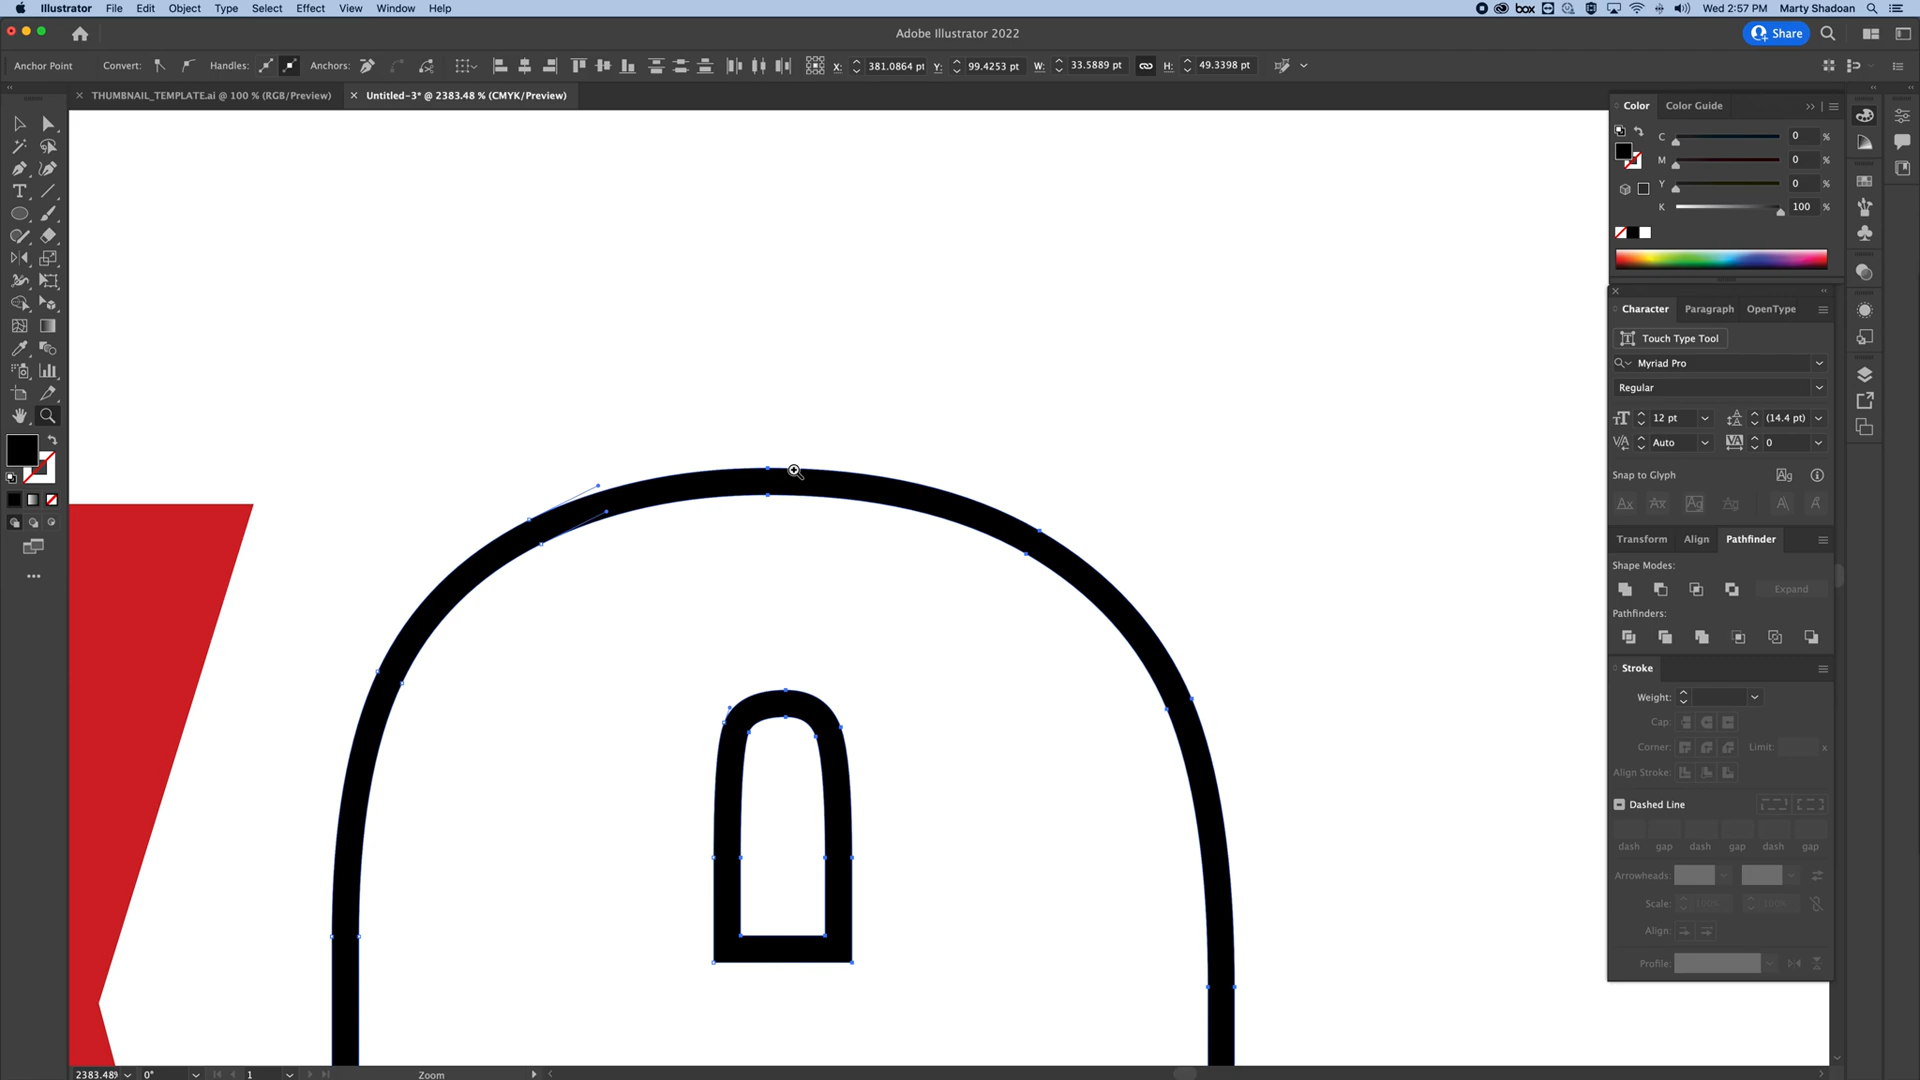 Illustrator File Edit Object Type Select Effect View Window Help
box Wed 2:57 PM Marty Shadoan
Adobe Illustrator 2022
Share
Anchor Point Convert: Handles: Anchors: X: 381.0864 pt Y: 99.4253 pt W: 33.5889 pt H: 49.3398 pt
THUMBNAIL_TEMPLATE.ai @ 100 % (RGB/Preview) Untitled-3* @ 2383.48 % (CMYK/Preview)
Color Color Guide
C 0 %
M 0 %
Y 0 %
K 100 %
Character Paragraph OpenType
Touch Type Tool
Myriad Pro
Regular
12 pt (14.4 pt)
Auto 0
Snap to Glyph
Transform Align Pathfinder
Shape Modes:
Expand
Pathfinders:
Stroke
Weight:
Cap:
Corner: Limit: x
Align Stroke:
Dashed Line
dash gap dash gap dash gap
Arrowheads:
Scale: 100% 100%
Align:
Profile:
2383.48% 0° 1 Zoom